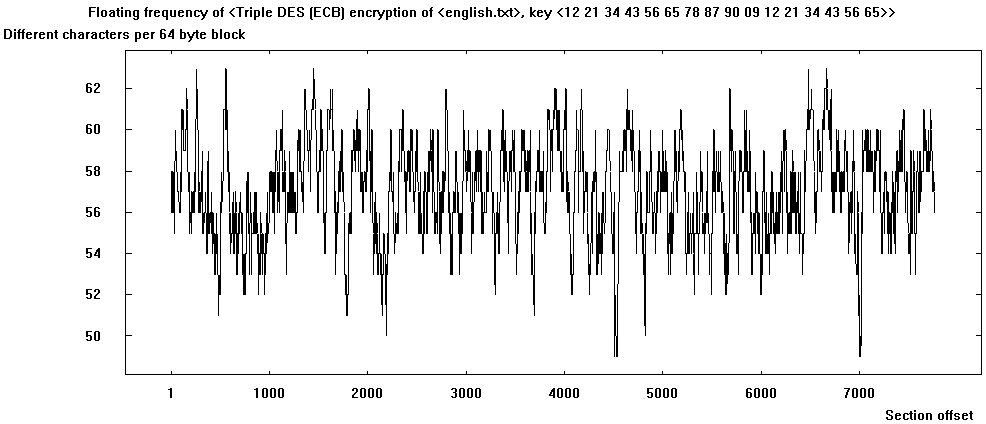 Floating frequency of <Triple DES (ECB) encryption of <english.txt>, key <12 21 34 43 56 65 78 87 90 09 12 21 34 43 56 65>>
Different characters per 64 byte block
62
60
58
56
54
52
50
1 1000 2000 3000 4000 5000 6000 7000
Section offset